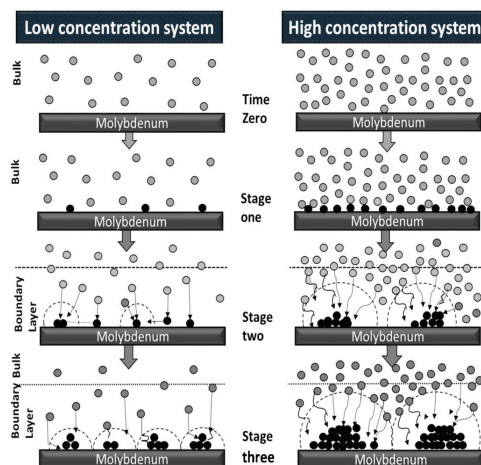 Low concentration system
High concentration system
Bulk
Molybdenum
Time
Zero
Molybdenum
Bulk
Molybdenum
Stage
one
Molybdenum
Boundary
Layer
Molybdenum
Stage
two
Molybdenum
Bulk
Boundary
Layer
Molybdenum
Stage
three
Molybdenum